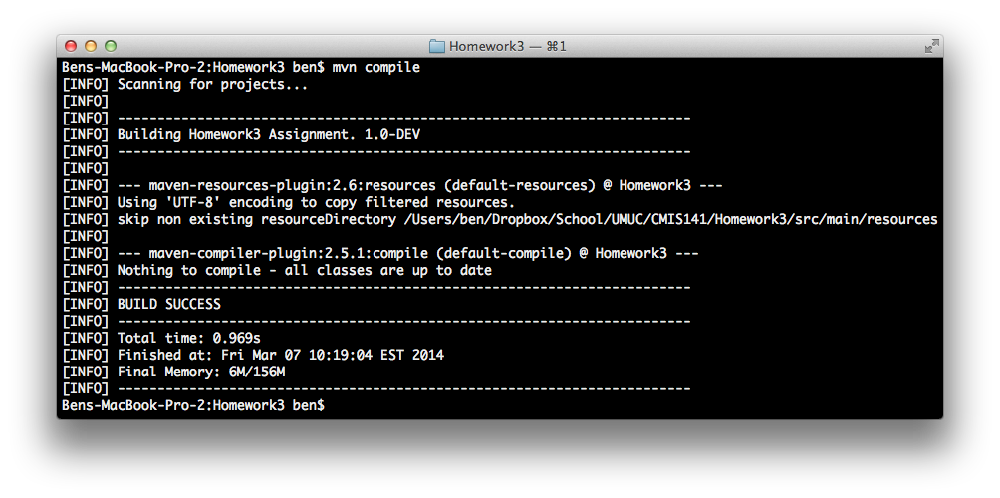 Homework3 — ⌘1
Bens-MacBook-Pro-2:Homework3 ben$ mvn compile
[INFO] Scanning for projects...
[INFO]
[INFO] ------------------------------------------------------------------------
[INFO] Building Homework3 Assignment. 1.0-DEV
[INFO] ------------------------------------------------------------------------
[INFO]
[INFO] --- maven-resources-plugin:2.6:resources (default-resources) @ Homework3 ---
[INFO] Using 'UTF-8' encoding to copy filtered resources.
[INFO] skip non existing resourceDirectory /Users/ben/Dropbox/School/UMUC/CMIS141/Homework3/src/main/resources
[INFO]
[INFO] --- maven-compiler-plugin:2.5.1:compile (default-compile) @ Homework3 ---
[INFO] Nothing to compile - all classes are up to date
[INFO] ------------------------------------------------------------------------
[INFO] BUILD SUCCESS
[INFO] ------------------------------------------------------------------------
[INFO] Total time: 0.969s
[INFO] Finished at: Fri Mar 07 10:19:04 EST 2014
[INFO] Final Memory: 6M/156M
[INFO] ------------------------------------------------------------------------
Bens-MacBook-Pro-2:Homework3 ben$